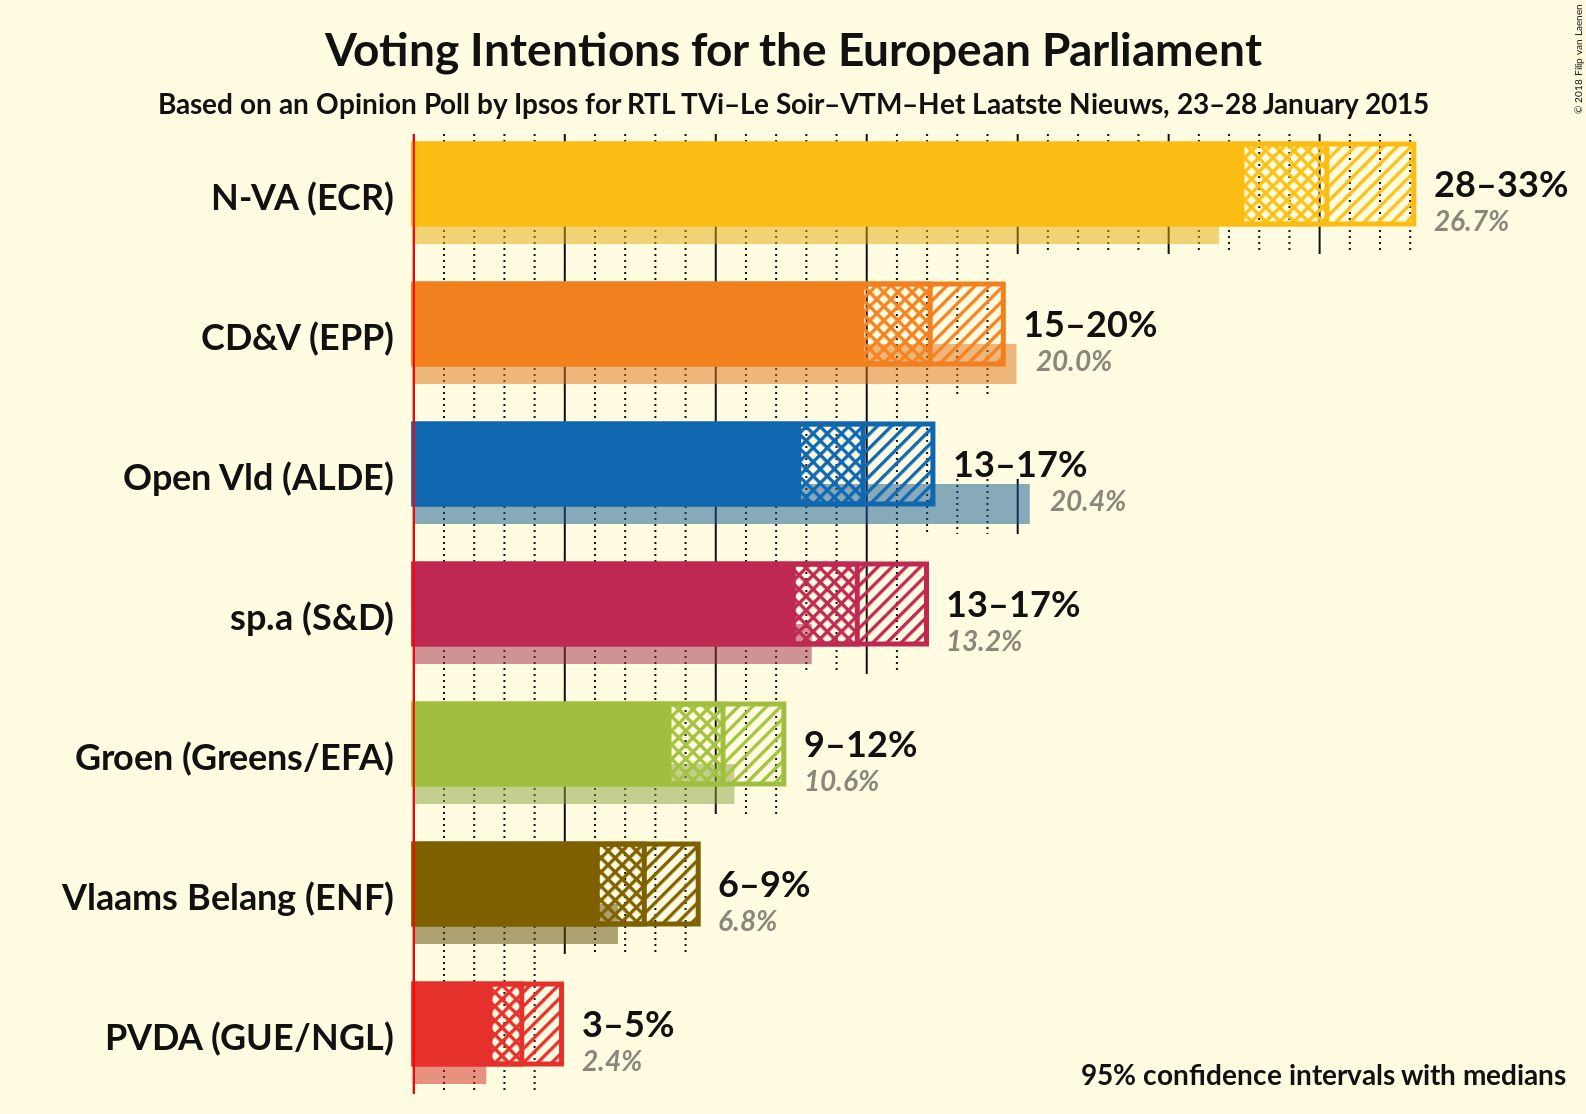 Voting Intentions for the European Parliament
Based on an Opinion Poll by Ipsos for RTL TVi–Le Soir–VTM–Het Laatste Nieuws, 23–28 January 2015
© 2018 Filip van Laenen
N-VA (ECR)
28–33%
26.7%
CD&V (EPP)
15–20%
20.0%
Open Vld (ALDE)
13–17%
20.4%
sp.a (S&D)
13–17%
13.2%
Groen (Greens/EFA)
9–12%
10.6%
Vlaams Belang (ENF)
6–9%
6.8%
PVDA (GUE/NGL)
3–5%
2.4%
95% confidence intervals with medians